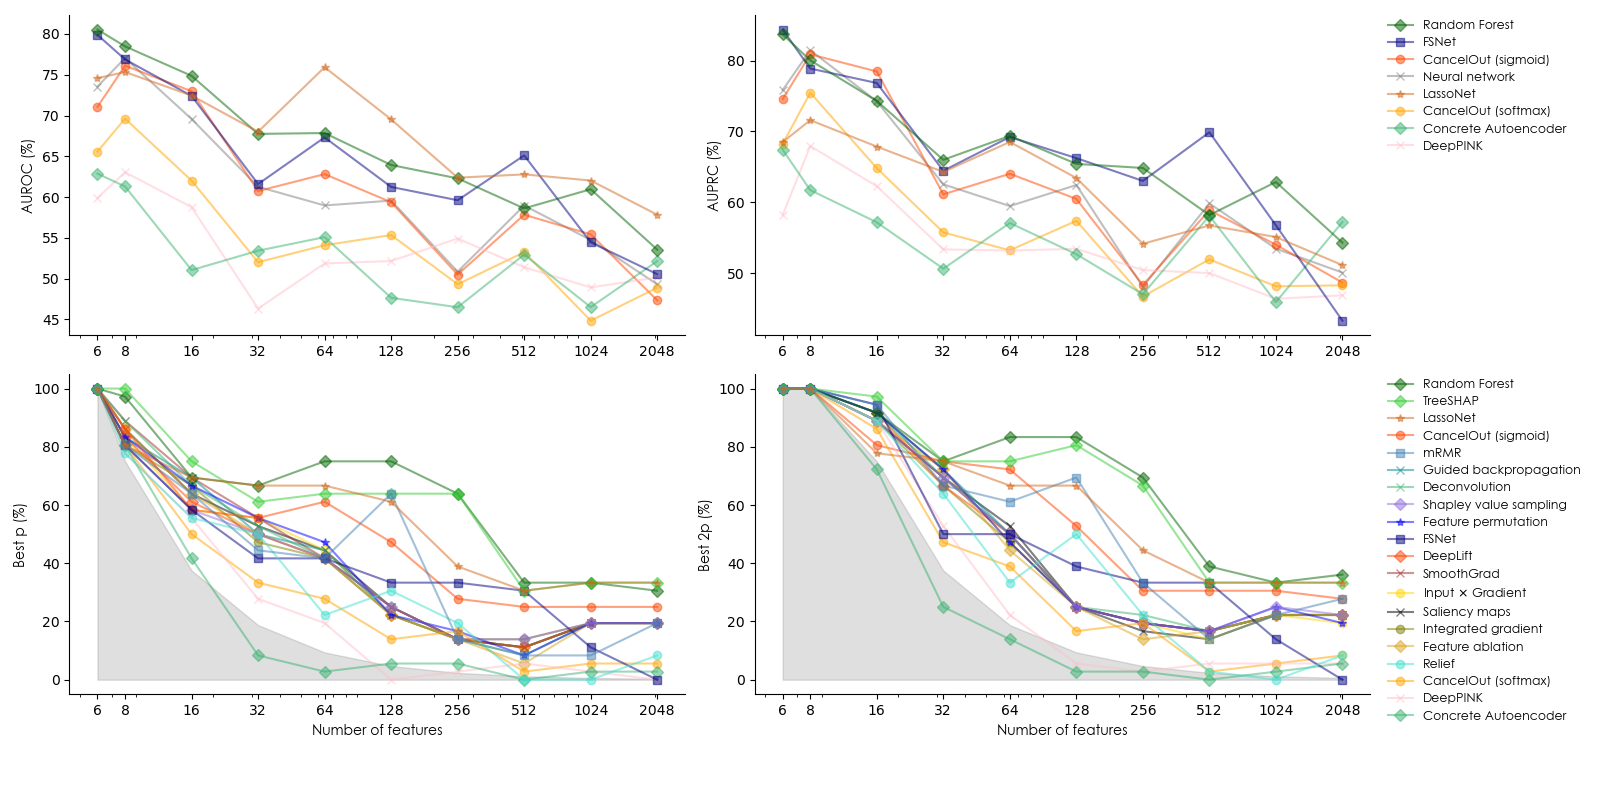 AUROC (%)
80
75
70
65
60
55
50
45
6 8 16 32 64 128 256 512 1024 2048
AUPRC (%)
80
70
60
50
6 8 16 32 64 128 256 512 1024 2048
Random Forest
FSNet
CancelOut (sigmoid)
Neural network
LassoNet
CancelOut (softmax)
Concrete Autoencoder
DeepPINK
Best p (%)
100
80
60
40
20
0
6 8 16 32 64 128 256 512 1024 2048
Number of features
Best 2p (%)
100
80
60
40
20
0
6 8 16 32 64 128 256 512 1024 2048
Number of features
Random Forest
TreeSHAP
LassoNet
CancelOut (sigmoid)
mRMR
Guided backpropagation
Deconvolution
Shapley value sampling
Feature permutation
FSNet
DeepLift
SmoothGrad
Input × Gradient
Saliency maps
Integrated gradient
Feature ablation
Relief
CancelOut (softmax)
DeepPINK
Concrete Autoencoder